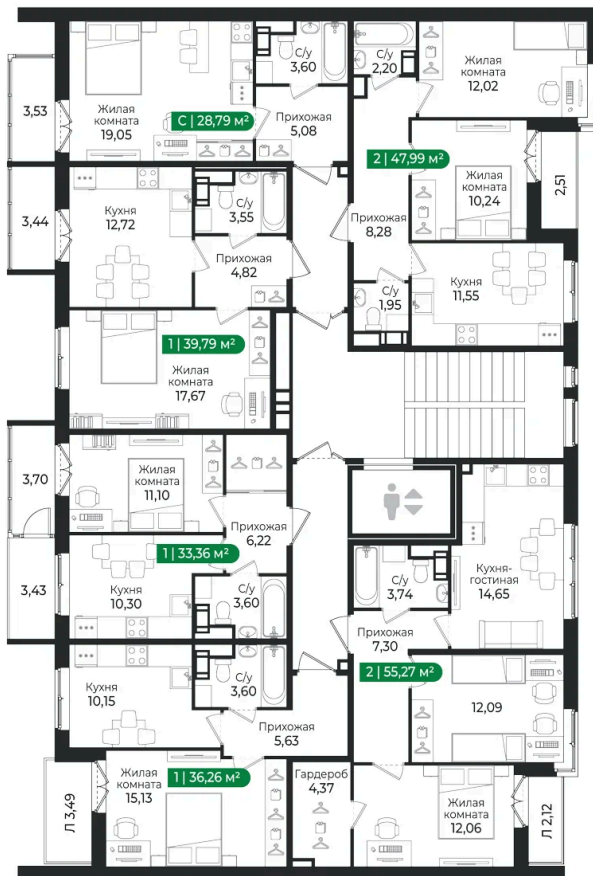 С/у
3,60
С/у
2,20
Жилая
комната
12,02
3,53
Жилая
комната
19,05
С | 28,79 м²
Прихожая
5,08
2 | 47,99 м²
Жилая
комната
10,24
2,51
3,44
Кухня
12,72
С/у
3,55
Прихожая
8,28
Прихожая
4,82
Кухня
11,55
С/у
1,95
1 | 39,79 м²
Жилая
комната
17,67
3,70
Жилая
комната
11,10
Прихожая
6,22
1 | 33,36 м²
3,43
Кухня
10,30
С/у
3,60
С/у
3,74
Кухня-
гостиная
14,65
Прихожая
7,30
2 | 55,27 м²
Кухня
10,15
С/у
3,60
12,09
Прихожая
5,63
Л 3,49
Жилая
комната
15,13
1 | 36,26 м²
Гардероб
4,37
Жилая
комната
12,06
Л 2,12